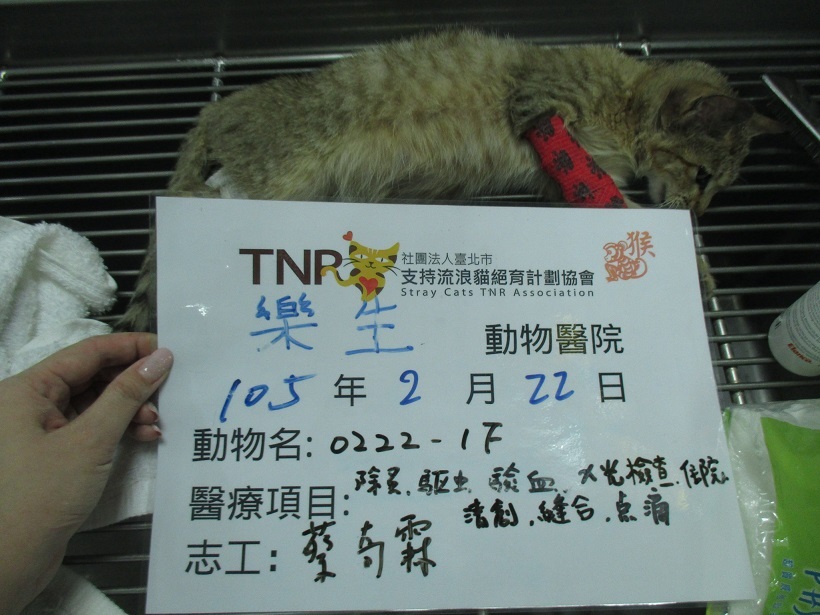 TNR
社團法人臺北市
支持流浪貓絕育計劃協會
Stray Cats TNR Association
猴
樂生 動物醫院
105 年 2 月 22 日
動物名: 0222-1F
醫療項目: 除蚤、驅虫、驗血、X光檢查、住院
清創、縫合、点滴
志工: 蔡奇霖